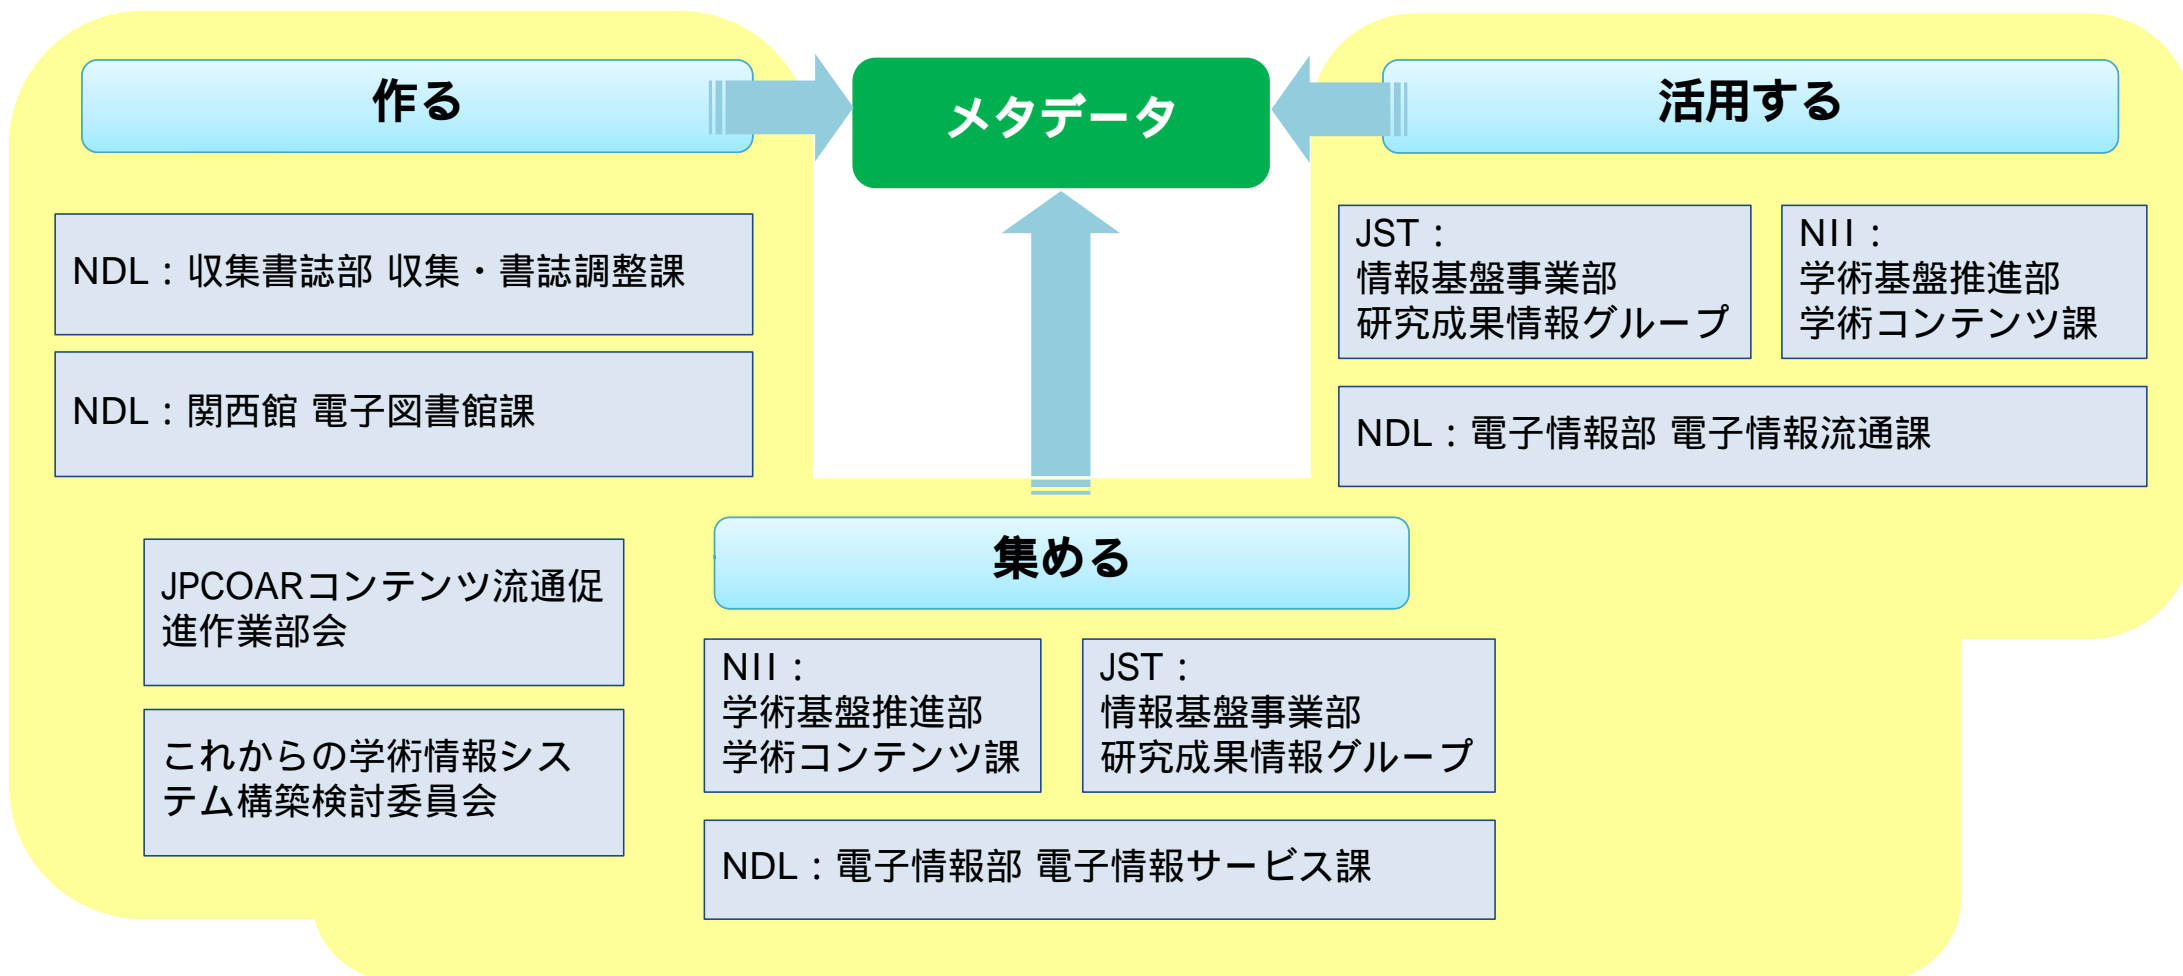 作る
メタデータ
活用する
NDL：収集書誌部 収集・書誌調整課
NDL：関西館 電子図書館課
JST：
情報基盤事業部
研究成果情報グループ
NII：
学術基盤推進部
学術コンテンツ課
NDL：電子情報部 電子情報流通課
JPCOARコンテンツ流通促
進作業部会
これからの学術情報シス
テム構築検討委員会
集める
NII：
学術基盤推進部
学術コンテンツ課
JST：
情報基盤事業部
研究成果情報グループ
NDL：電子情報部 電子情報サービス課